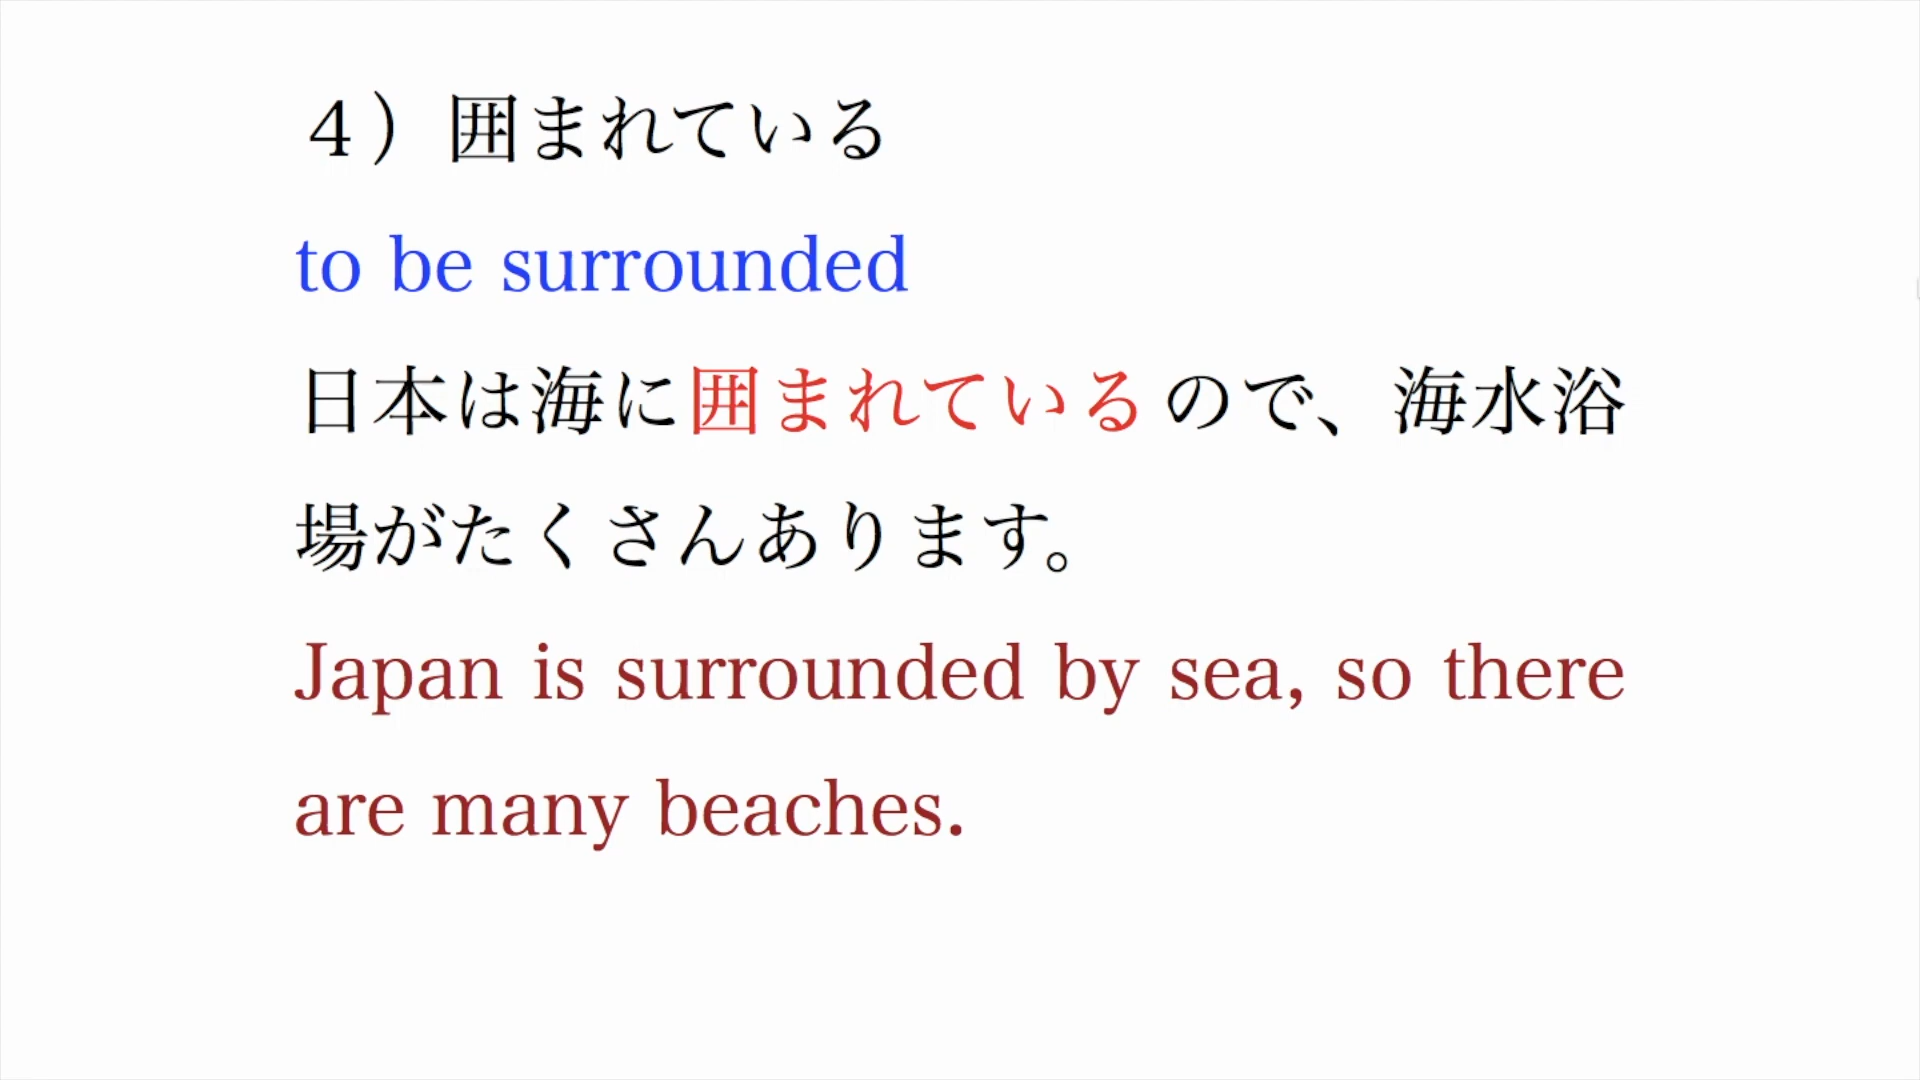 ４）囲まれている
to be surrounded
日本は海に囲まれているので、海水浴
場がたくさんあります。
Japan is surrounded by sea, so there
are many beaches.